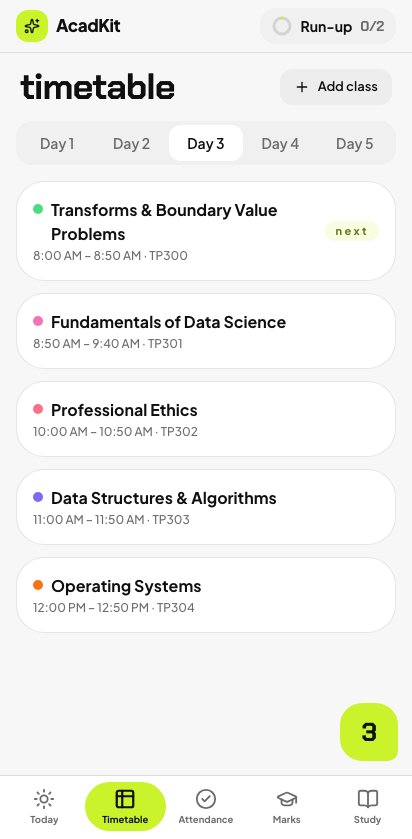 AcadKit
Run-up 0/2
timetable
+ Add class
Day 1 Day 2 Day 3 Day 4 Day 5
Transforms & Boundary Value
Problems
next
8:00 AM – 8:50 AM · TP300
Fundamentals of Data Science
8:50 AM – 9:40 AM · TP301
Professional Ethics
10:00 AM – 10:50 AM · TP302
Data Structures & Algorithms
11:00 AM – 11:50 AM · TP303
Operating Systems
12:00 PM – 12:50 PM · TP304
3
Today Timetable Attendance Marks Study